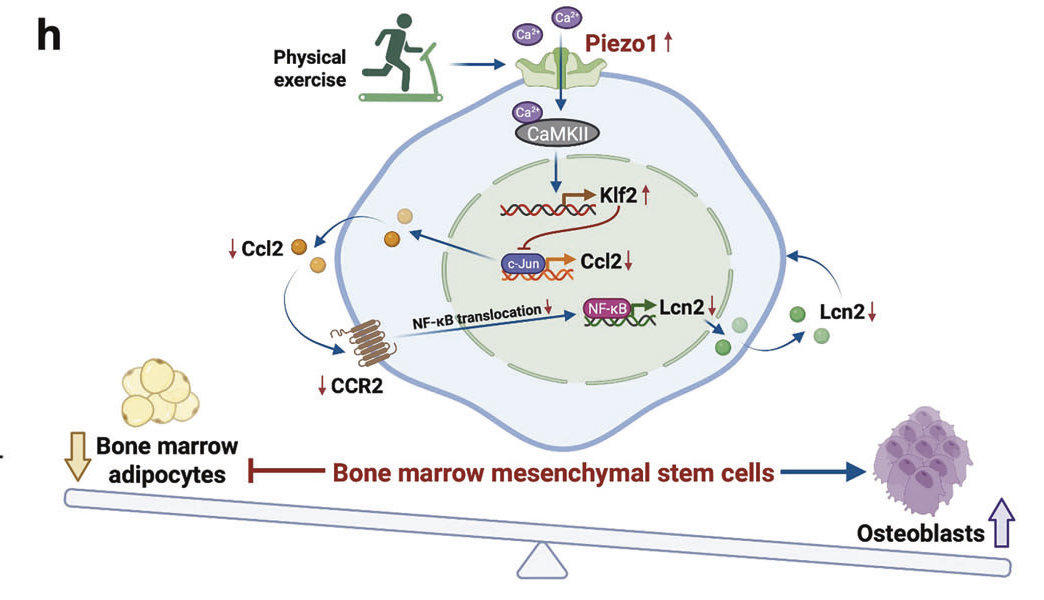 h
Ca²⁺
Ca²⁺
Piezo1↑
Physical
exercise
Ca²⁺
CaMKII
Klf2↑
↓Ccl2
c-Jun
Ccl2↓
NF-κB translocation↓
NF-κB
Lcn2↓
Lcn2↓
↓CCR2
Bone marrow
adipocytes
Bone marrow mesenchymal stem cells
Osteoblasts